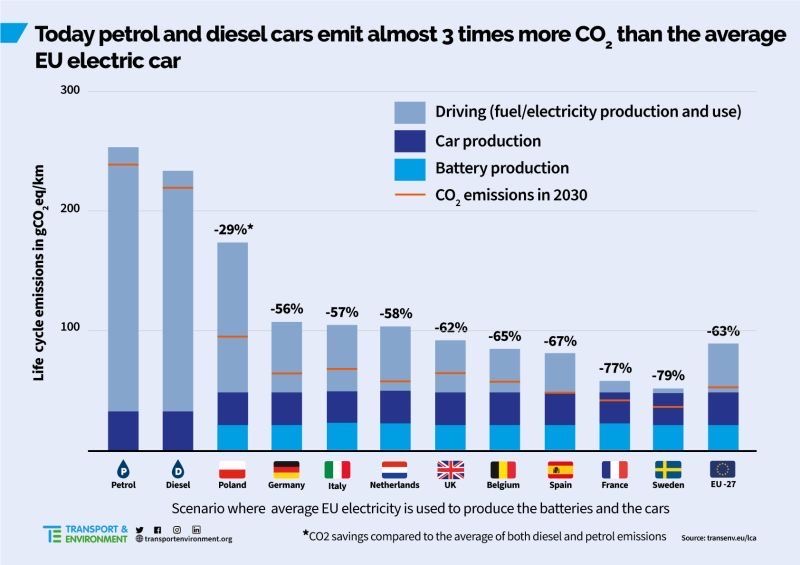 Today petrol and diesel cars emit almost 3 times more CO₂ than the average
EU electric car
300
200
100
Life cycle emissions in gCO₂eq/km
Driving (fuel/electricity production and use)
Car production
Battery production
CO₂ emissions in 2030
-29%*
-56%
-57%
-58%
-62%
-65%
-67%
-77%
-79%
-63%
P
D
Petrol
Diesel
Poland
Germany
Italy
Netherlands
UK
Belgium
Spain
France
Sweden
EU -27
Scenario where average EU electricity is used to produce the batteries and the cars
TE TRANSPORT &
ENVIRONMENT
transportenvironment.org
*CO2 savings compared to the average of both diesel and petrol emissions
Source: transenv.eu/lca